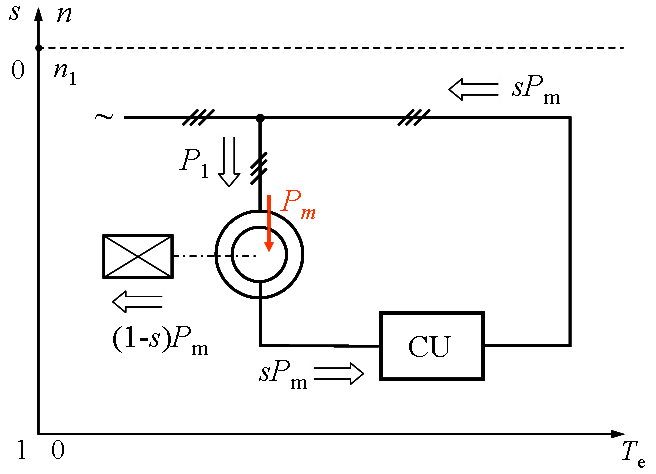 s n
0 n₁
sPₘ
~
P₁
Pₘ
(1-s)Pₘ
CU
sPₘ
1 0
Tₑ